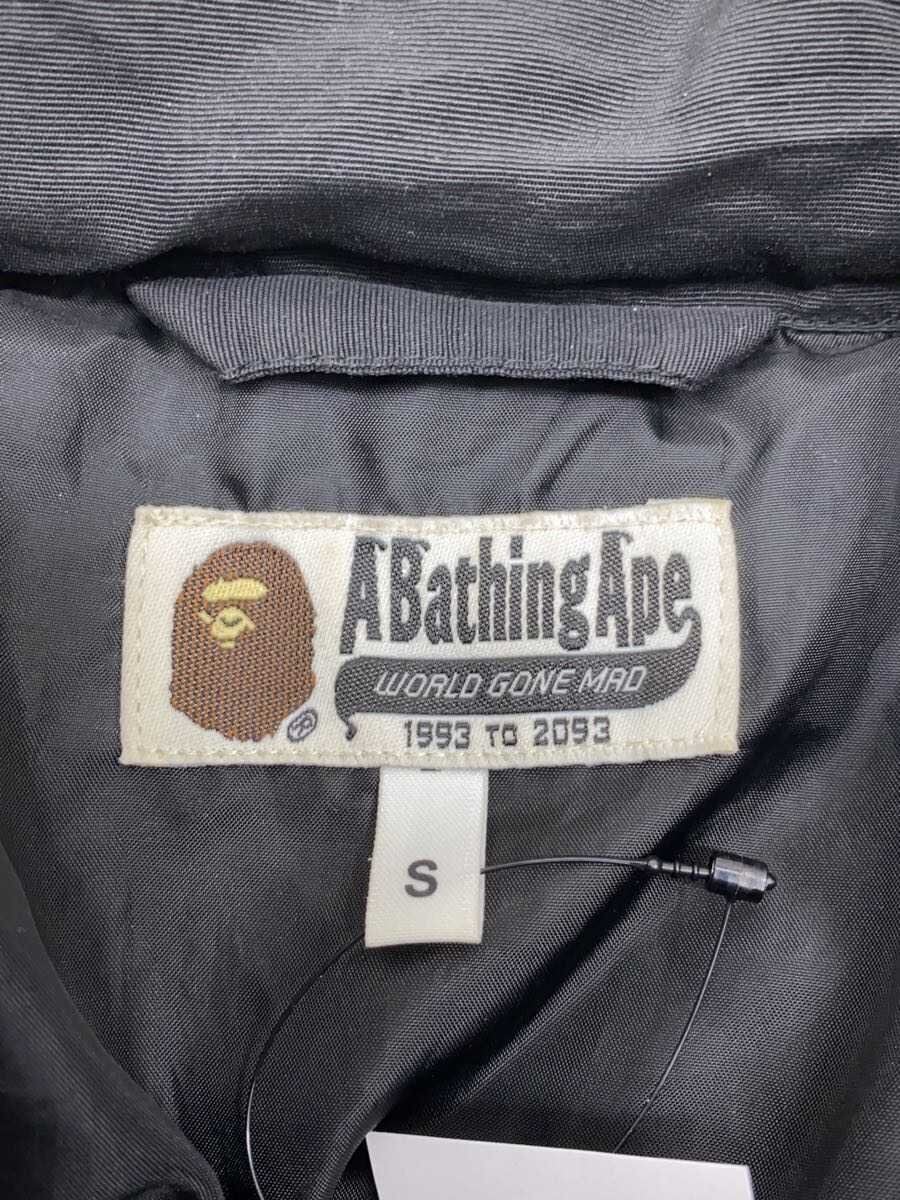 A Bathing Ape
WORLD GONE MAD
1993 TO 2093
S